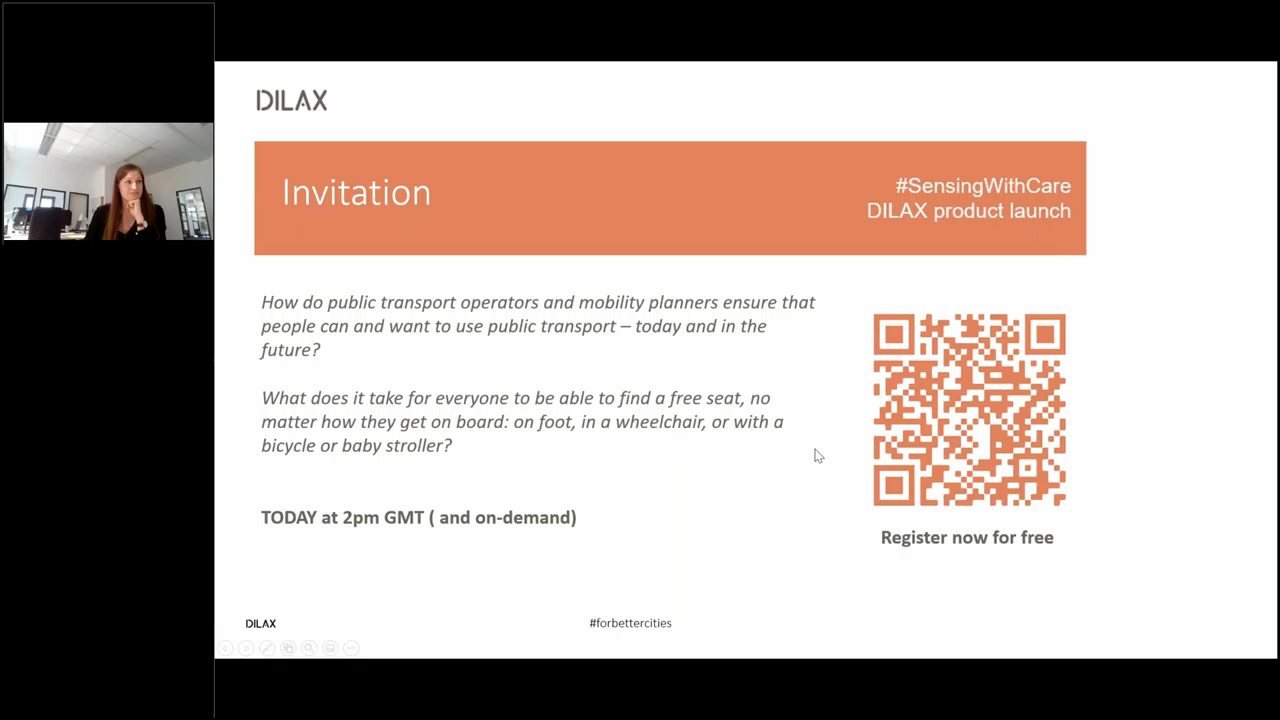 DILAX
Invitation
#SensingWithCare
DILAX product launch
How do public transport operators and mobility planners ensure that
people can and want to use public transport – today and in the
future?
What does it take for everyone to be able to find a free seat, no
matter how they get on board: on foot, in a wheelchair, or with a
bicycle or baby stroller?
TODAY at 2pm GMT ( and on-demand)
Register now for free
DILAX
#forbettercities